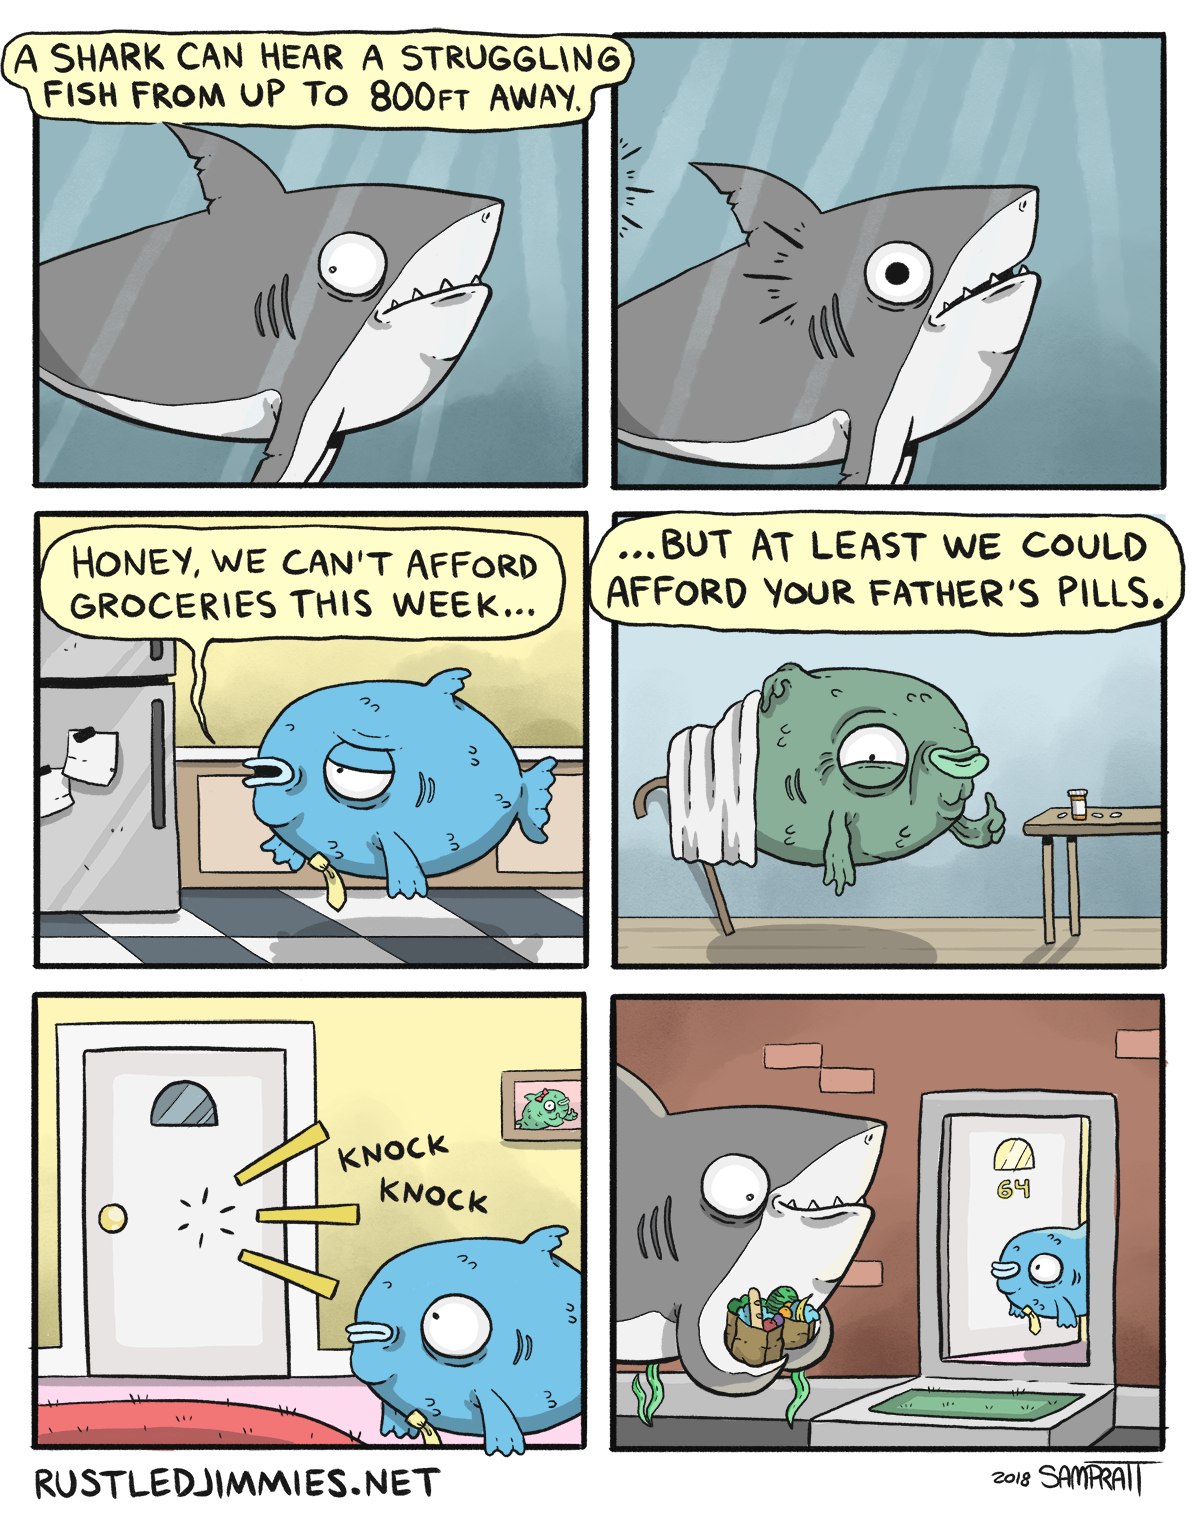 A SHARK CAN HEAR A STRUGGLING
FISH FROM UP TO 800FT AWAY.
HONEY, WE CAN'T AFFORD
GROCERIES THIS WEEK...
...BUT AT LEAST WE COULD
AFFORD YOUR FATHER'S PILLS.
KNOCK
KNOCK
64
RUSTLEDJIMMIES.NET
2018 SAMPRATT